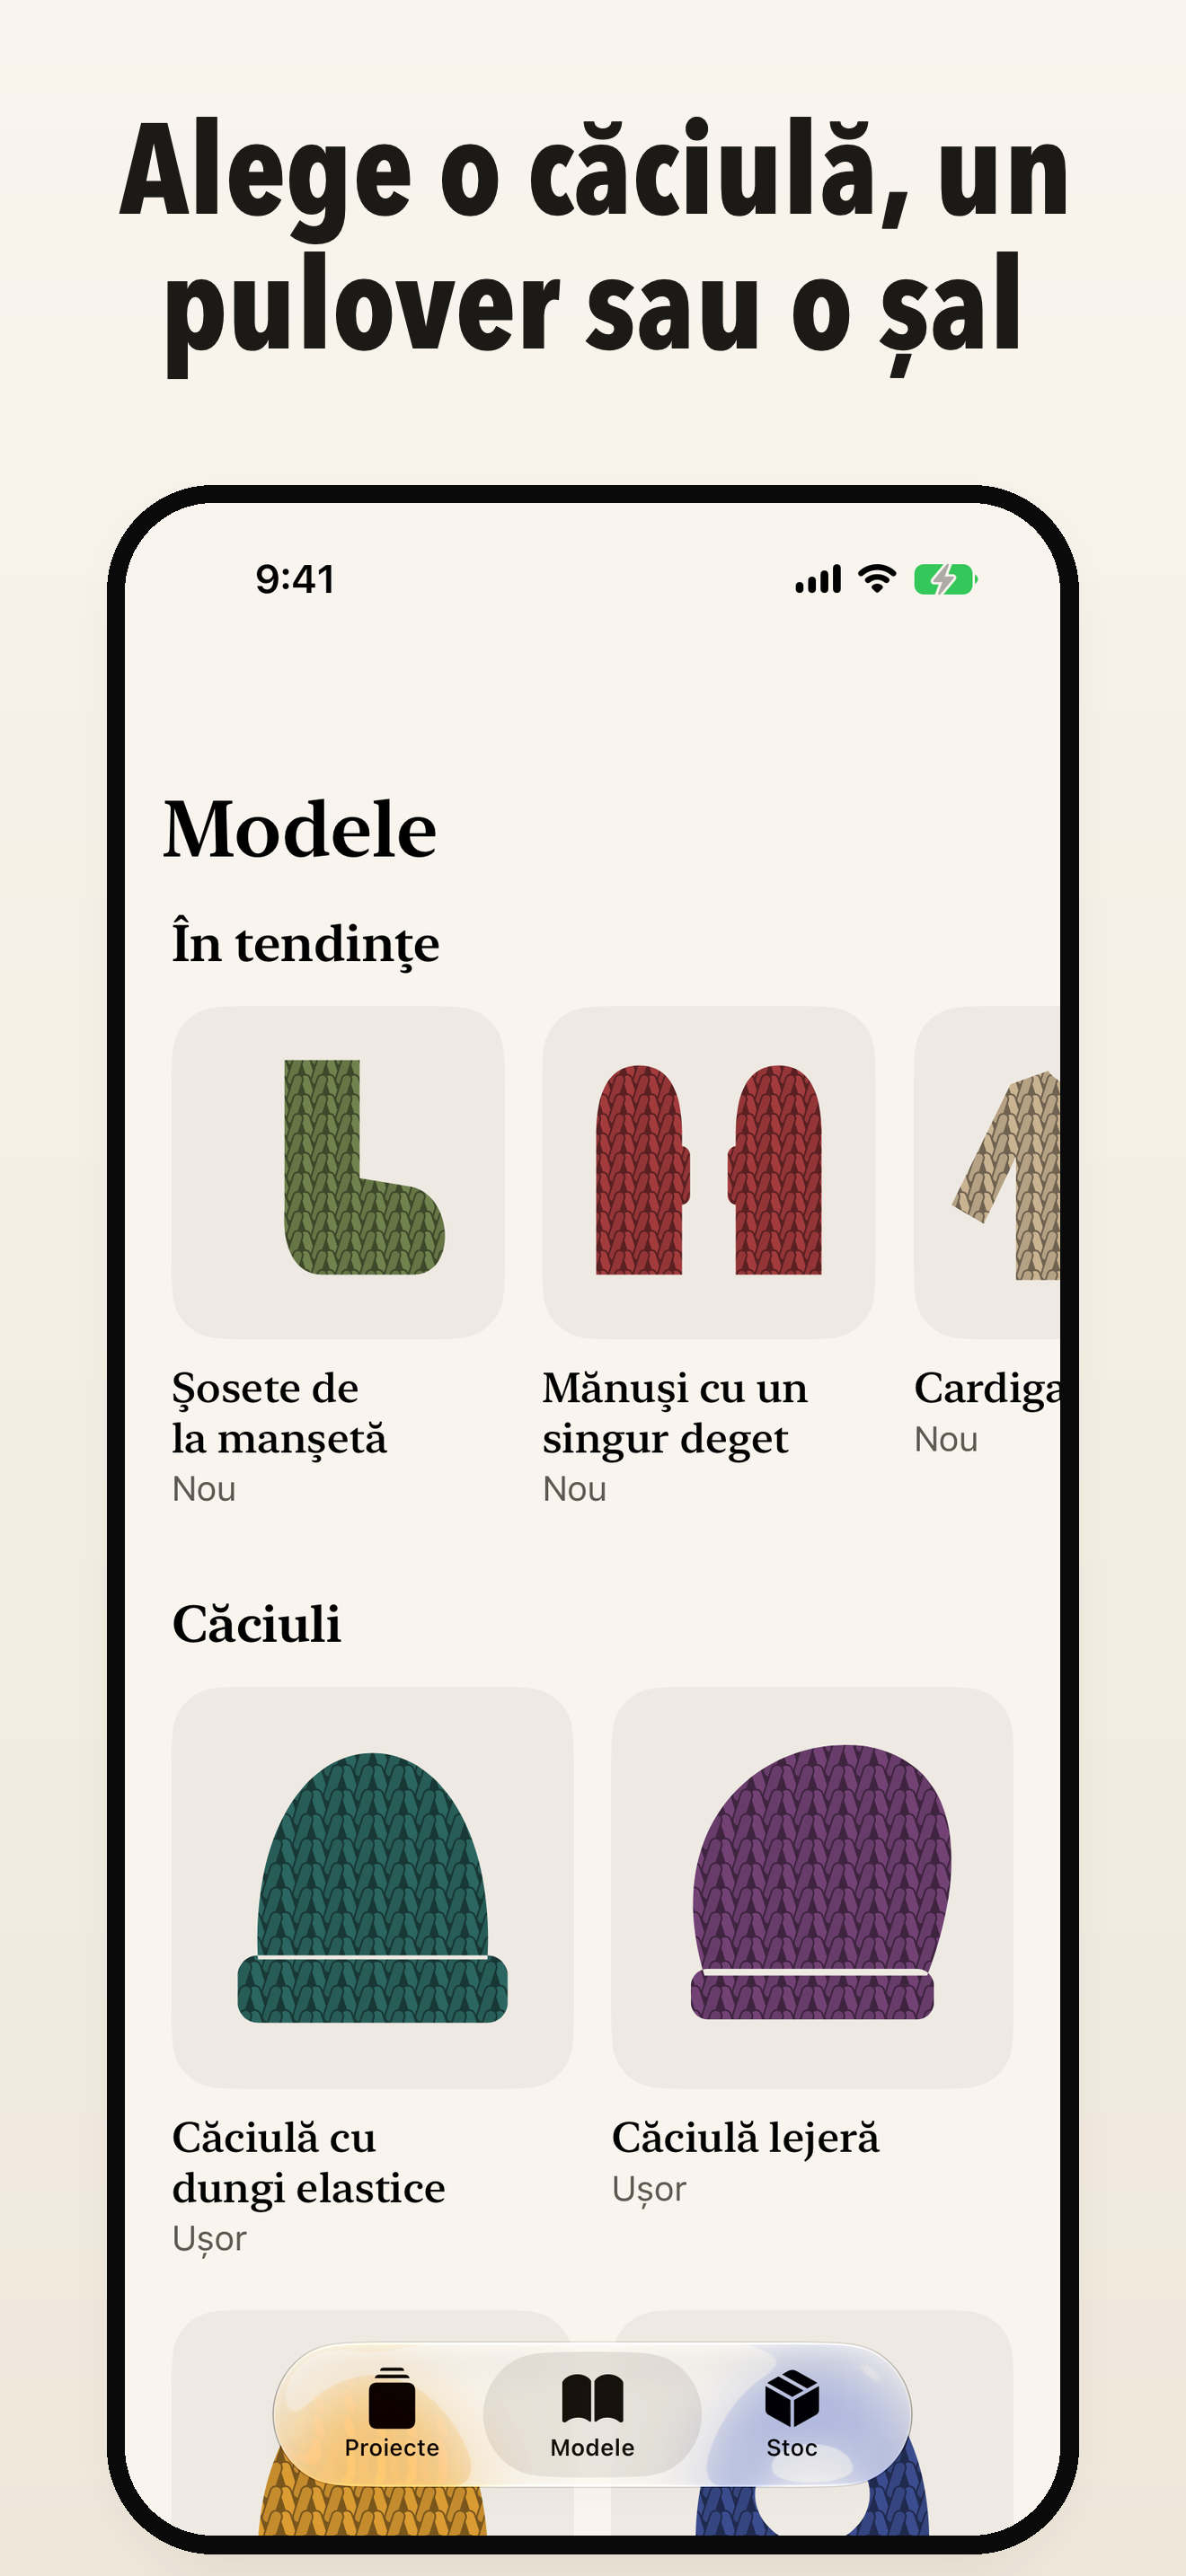 Alege o căciulă, un
pulover sau o șal
9:41
Modele
În tendințe
Șosete de
la manșetă
Nou
Mănuși cu un
singur deget
Nou
Cardiga
Nou
Căciuli
Căciulă cu
dungi elastice
Ușor
Căciulă lejeră
Ușor
Proiecte
Modele
Stoc